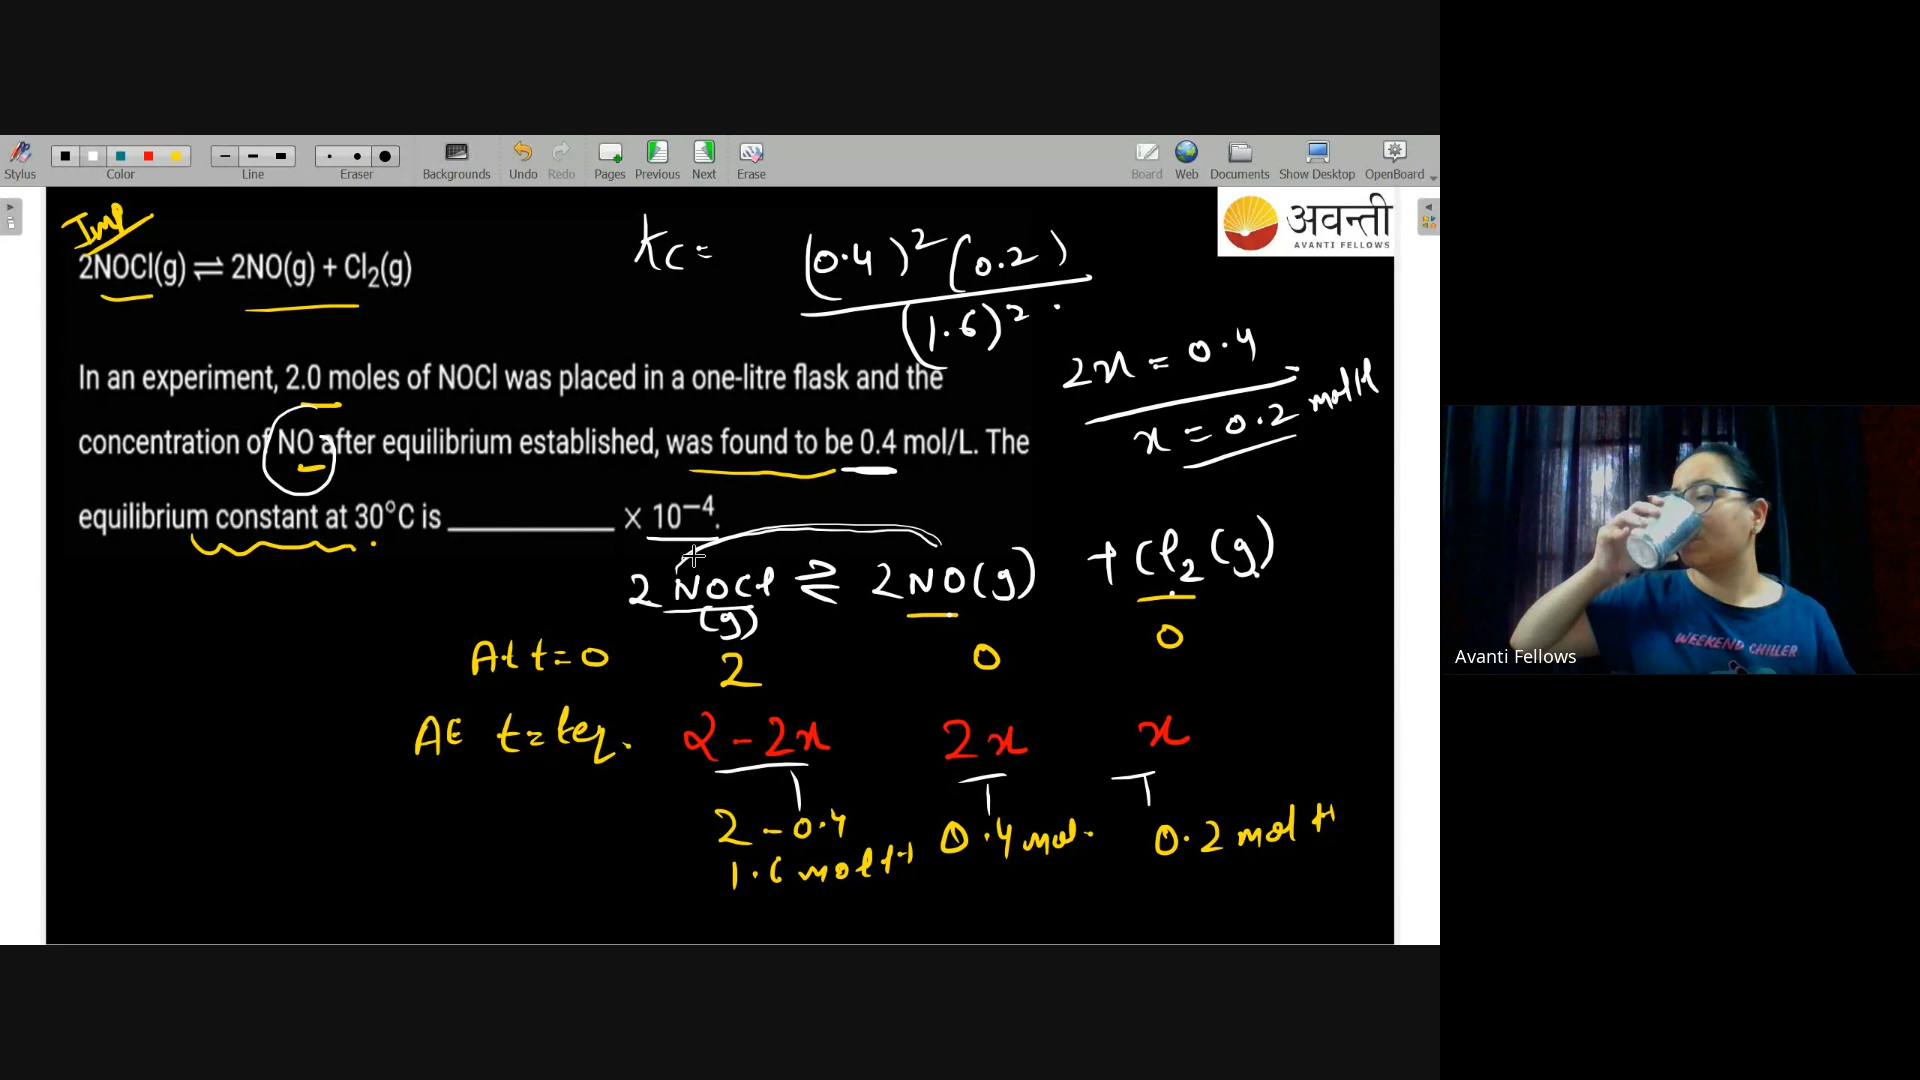 Stylus
Color
Line
Eraser
Backgrounds
Undo
Redo
Pages
Previous
Next
Erase
Board
Web
Documents
Show Desktop
OpenBoard
Imp
अवन्ती
AVANTI FELLOWS
2NOCl(g) ⇌ 2NO(g) + Cl₂(g)
Kc = (0.4)² (0.2)
(1.6)²
2x = 0.4
x = 0.2 mol/l
In an experiment, 2.0 moles of NOCl was placed in a one-litre flask and the
concentration of NO after equilibrium established, was found to be 0.4 mol/L. The
equilibrium constant at 30°C is __________ × 10⁻⁴.
2 NOCl (g) ⇌ 2 NO(g) + Cl₂ (g)
At t=0 2 0 0
At t=teq. 2-2x 2x x
2 - 0.4 0.4 mol. 0.2 mol
1.6 mol
WEEKEND CHILLER
Avanti Fellows